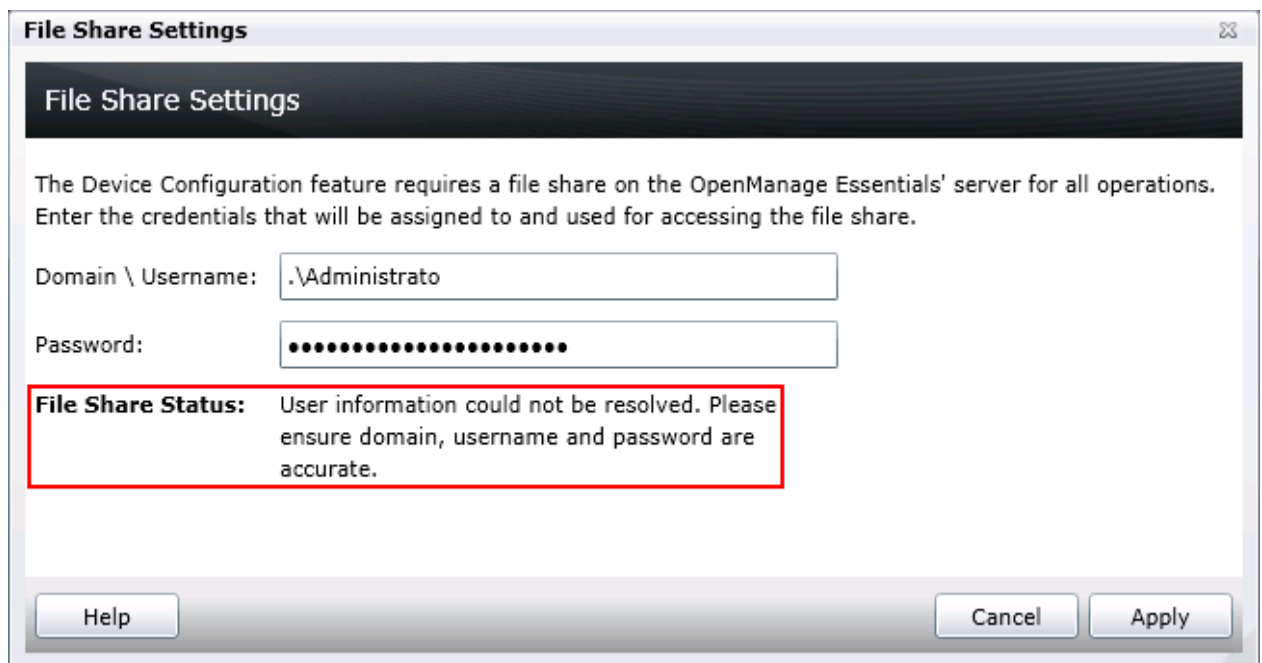 File Share Settings
File Share Settings
The Device Configuration feature requires a file share on the OpenManage Essentials' server for all operations.
Enter the credentials that will be assigned to and used for accessing the file share.
Domain \ Username: .\Administrato
Password: ••••••••••••••••••••••
File Share Status: User information could not be resolved. Please
ensure domain, username and password are
accurate.
Help Cancel Apply